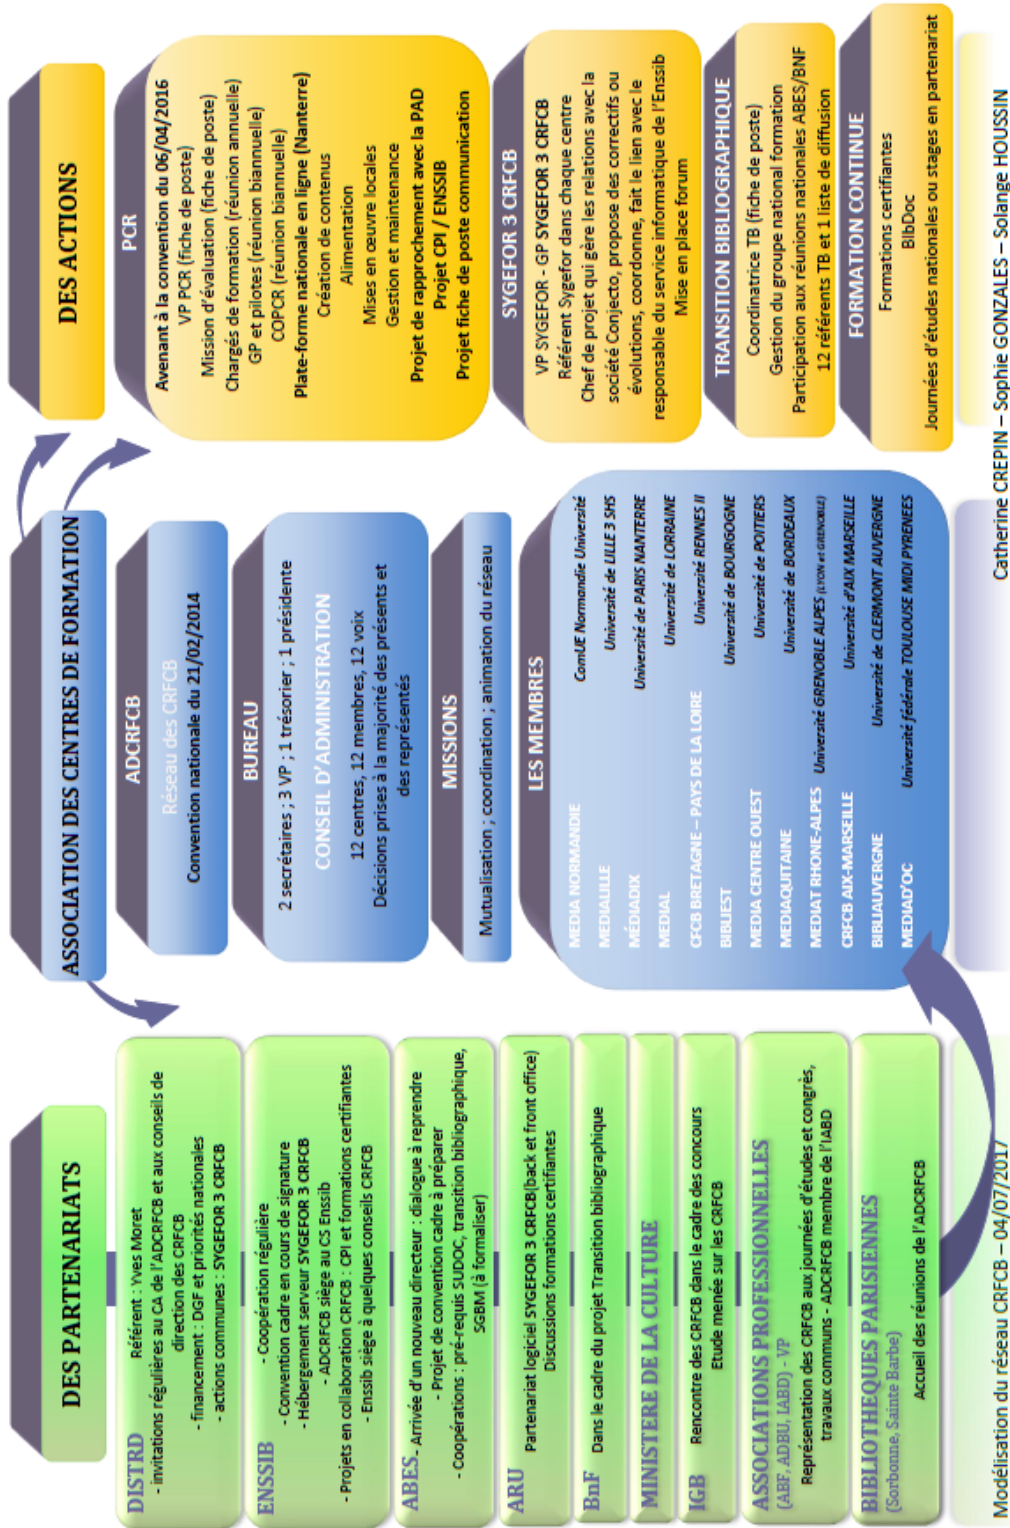 DES PARTENARIATS
DISTRD
Référent : Yves Moret
- invitations régulières au CA de l'ADCRFCB et aux conseils de
direction des CRFCB
- financement : DGF et priorités nationales
- actions communes : SYGEFOR 3 CRFCB
ENSSIB
- Coopération régulière
- Convention cadre en cours de signature
- Hébergement serveur SYGEFOR 3 CRFCB
- ADCRFCB siège au CS Enssib
- Projets en collaboration CRFCB : CPI et formations certifiantes
- Enssib siège à quelques conseils CRFCB
ABES
- Arrivée d'un nouveau directeur : dialogue à reprendre
- Projet de convention cadre à préparer
- Coopérations : pré-requis SUDOC, transition bibliographique,
SGBM (à formaliser)
ARU
Partenariat logiciel SYGEFOR 3 CRFCB(back et front office)
Discussions formations certifiantes
BnF
Dans le cadre du projet Transition bibliographique
MINISTERE DE LA CULTURE
IGB
Rencontre des CRFCB dans le cadre des concours
Etude menée sur les CRFCB
ASSOCIATIONS PROFESSIONNELLES
(ABF, ADBU, IABD) - VP
Représentation des CRFCB aux journées d'études et congrès,
travaux communs - ADCRFCB membre de l'IABD
BIBLIOTHEQUES PARISIENNES
(Sorbonne, Sainte Barbe)
Accueil des réunions de l'ADCRFCB
ASSOCIATION DES CENTRES DE FORMATION
ADCRFCB
Réseau des CRFCB
Convention nationale du 21/02/2014
BUREAU
2 secrétaires ; 3 VP ; 1 trésorier ; 1 présidente
CONSEIL D'ADMINISTRATION
12 centres, 12 membres, 12 voix
Décisions prises à la majorité des présents et
des représentés
MISSIONS
Mutualisation ; coordination ; animation du réseau
LES MEMBRES
MEDIA NORMANDIE ComUE Normandie Université
MEDIALILLE Université de LILLE 3 SHS
MÉDIADIX Université de PARIS NANTERRE
MEDIAL Université de LORRAINE
CFCB BRETAGNE – PAYS DE LA LOIRE Université RENNES II
BIBLIEST Université de BOURGOGNE
MEDIA CENTRE OUEST Université de POITIERS
MEDIAQUITAINE Université de BORDEAUX
MEDIAT RHONE-ALPES Université GRENOBLE ALPES (LYON et GRENOBLE)
CRFCB AIX-MARSEILLE Université d'AIX MARSEILLE
BIBLIAUVERGNE Université de CLERMONT AUVERGNE
MEDIAD'OC Université fédérale TOULOUSE MIDI PYRENEES
DES ACTIONS
PCR
Avenant à la convention du 06/04/2016
VP PCR (fiche de poste)
Mission d'évaluation (fiche de poste)
Chargés de formation (réunion annuelle)
GP et pilotes (réunion biannuelle)
COPCR (réunion biannuelle)
Plate-forme nationale en ligne (Nanterre)
Création de contenus
Alimentation
Mises en œuvre locales
Gestion et maintenance
Projet de rapprochement avec la PAD
Projet CPI / ENSSIB
Projet fiche de poste communication
SYGEFOR 3 CRFCB
VP SYGEFOR - GP SYGEFOR 3 CRFCB
Référent Sygefor dans chaque centre
Chef de projet qui gère les relations avec la
société Conjecto, propose des correctifs ou
évolutions, coordonne, fait le lien avec le
responsable du service informatique de l'Enssib
Mise en place forum
TRANSITION BIBLIOGRAPHIQUE
Coordinatrice TB (fiche de poste)
Gestion du groupe national formation
Participation aux réunions nationales ABES/BNF
12 référents TB et 1 liste de diffusion
FORMATION CONTINUE
Formations certifiantes
BibDoc
Journées d'études nationales ou stages en partenariat
Modélisation du réseau CRFCB – 04/07/2017
Catherine CREPIN – Sophie GONZALES – Solange HOUSSIN